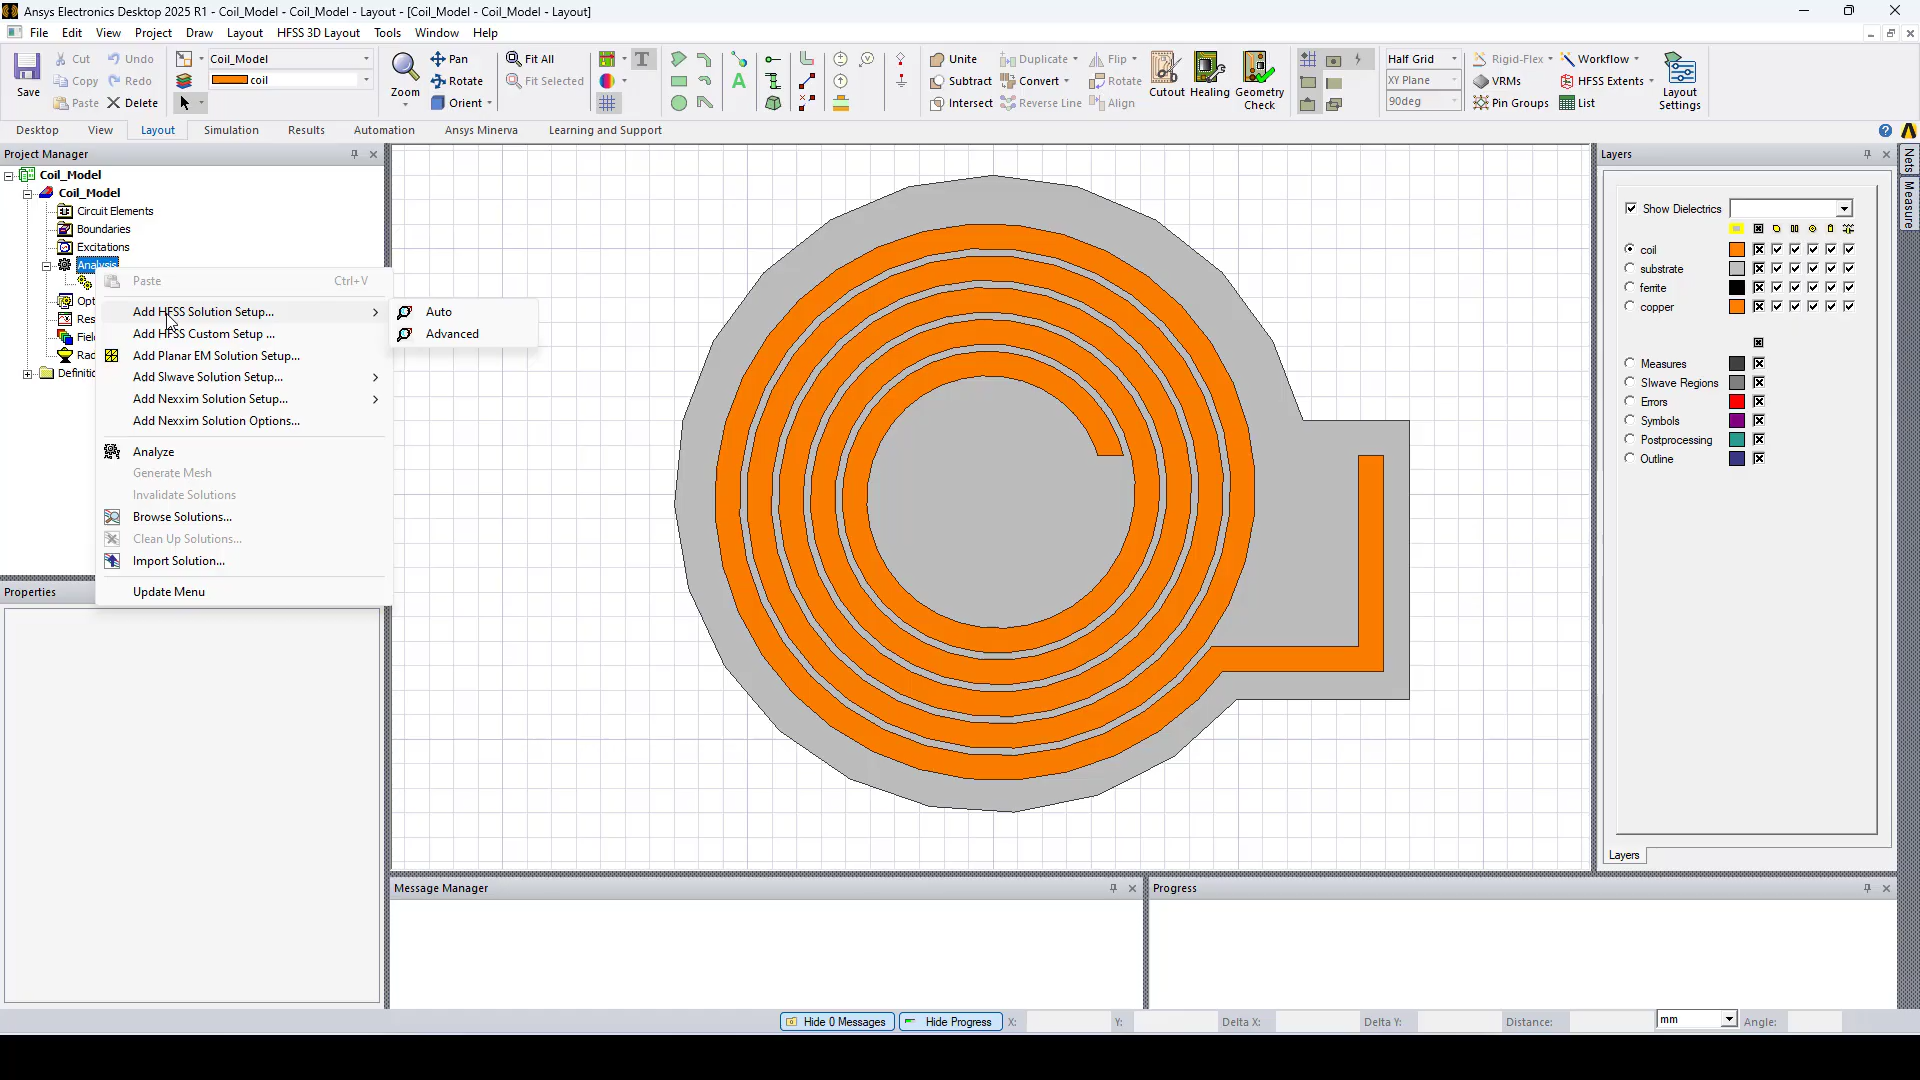 Ansys Electronics Desktop 2025 R1 - Coil_Model - Coil_Model - Layout - [Coil_Model - Coil_Model - Layout]
File Edit View Project Draw Layout HFSS 3D Layout Tools Window Help
Save
Cut
Copy
Paste
Undo
Redo
Delete
Coil_Model
coil
Zoom
Pan
Rotate
Orient
Fit All
Fit Selected
Unite
Subtract
Intersect
Duplicate
Convert
Reverse Line
Flip
Rotate
Align
Cutout
Healing
Geometry
Check
Half Grid
XY Plane
90deg
Rigid-Flex
VRMs
Pin Groups
Workflow
HFSS Extents
List
Layout
Settings
Desktop View Layout Simulation Results Automation Ansys Minerva Learning and Support
Project Manager
Coil_Model
Coil_Model
Circuit Elements
Boundaries
Excitations
Analysis
Opt
Res
Field
Rad
Definitic
Paste Ctrl+V
Add HFSS Solution Setup...
Add HFSS Custom Setup ...
Add Planar EM Solution Setup...
Add SIwave Solution Setup...
Add Nexxim Solution Setup...
Add Nexxim Solution Options...
Analyze
Generate Mesh
Invalidate Solutions
Browse Solutions...
Clean Up Solutions...
Import Solution...
Update Menu
Auto
Advanced
Properties
Layers
Show Dielectrics
coil
substrate
ferrite
copper
Measures
SIwave Regions
Errors
Symbols
Postprocessing
Outline
Layers
Nets
Measure
Message Manager
Progress
Hide 0 Messages
Hide Progress
X:
Y:
Delta X:
Delta Y:
Distance:
mm
Angle: